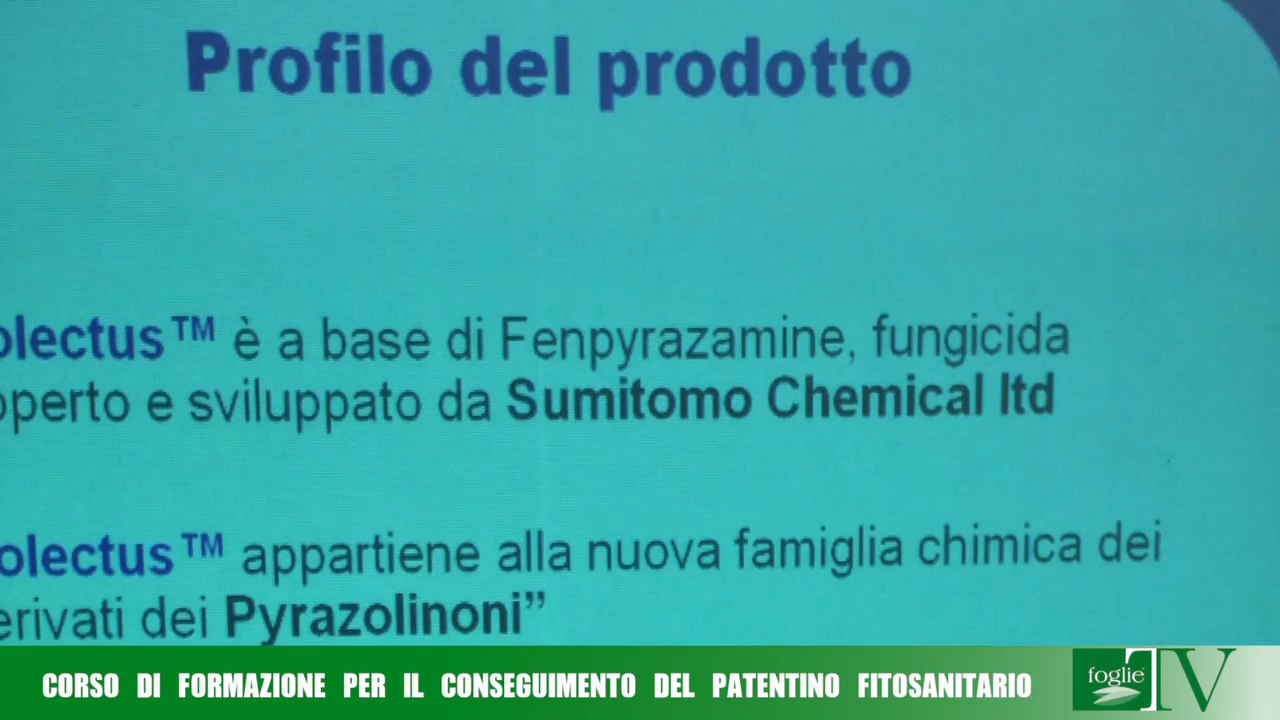 Profilo del prodotto
olectus™ è a base di Fenpyrazamine, fungicida
operto e sviluppato da Sumitomo Chemical ltd
olectus™ appartiene alla nuova famiglia chimica dei
erivati dei Pyrazolinoni”
CORSO DI FORMAZIONE PER IL CONSEGUIMENTO DEL PATENTINO FITOSANITARIO
foglie TV